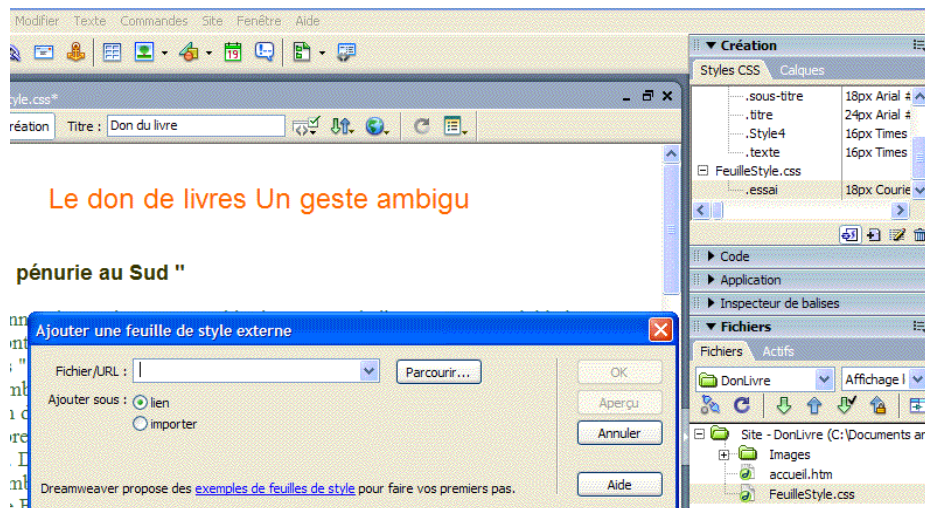 Modifier Texte Commandes Site Fenêtre Aide
19
▼ Création
Styles CSS Calques
tyle.css*
.sous-titre 18px Arial #
réation Titre : Don du livre
.titre 24px Arial #
.Style4 16px Times
.texte 16px Times
FeuilleStyle.css
.essai 18px Courie
Le don de livres Un geste ambigu
pénurie au Sud "
Code
Application
Inspecteur de balises
Fichiers
Ajouter une feuille de style externe
Fichiers Actifs
Fichier/URL : Parcourir... OK
DonLivre Affichage l
Ajouter sous : lien Aperçu
importer Annuler
Site - DonLivre (C:\Documents ar
Images
accueil.htm
Dreamweaver propose des exemples de feuilles de style pour faire vos premiers pas. Aide
FeuilleStyle.css